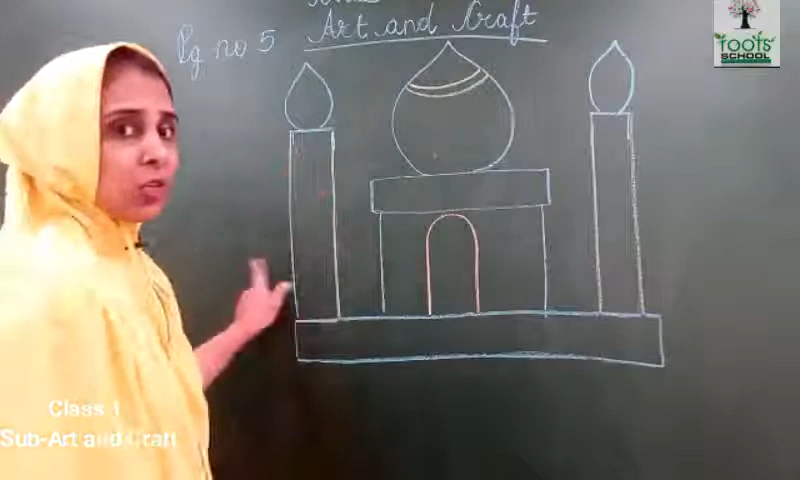 Art and Craft
Pg no 5
roots
SCHOOL
Class 1
Sub-Art and Craft